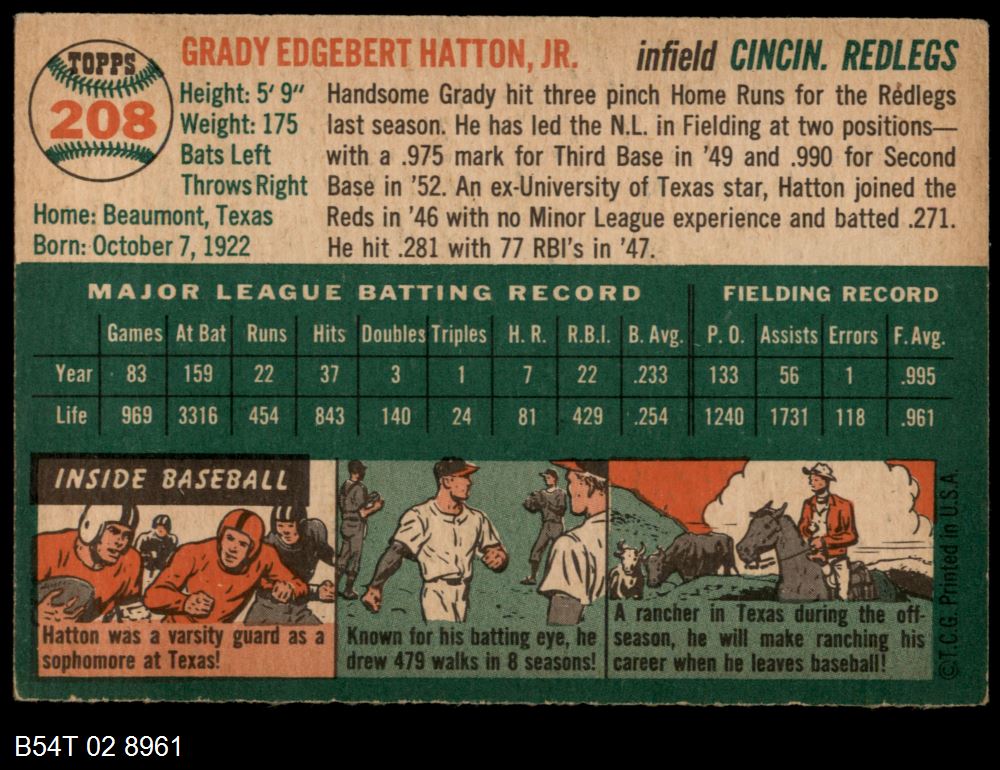 TOPPS
208
GRADY EDGEBERT HATTON, JR. infield CINCIN. REDLEGS
Height: 5' 9"
Weight: 175
Bats Left
Throws Right
Home: Beaumont, Texas
Born: October 7, 1922
Handsome Grady hit three pinch Home Runs for the Redlegs
last season. He has led the N.L. in Fielding at two positions—
with a .975 mark for Third Base in '49 and .990 for Second
Base in '52. An ex-University of Texas star, Hatton joined the
Reds in '46 with no Minor League experience and batted .271.
He hit .281 with 77 RBI's in '47.
MAJOR LEAGUE BATTING RECORD FIELDING RECORD
Games At Bat Runs Hits Doubles Triples H. R. R.B.I. B. Avg. P. O. Assists Errors F. Avg.
Year 83 159 22 37 3 1 7 22 .233 133 56 1 .995
Life 969 3316 454 843 140 24 81 429 .254 1240 1731 118 .961
INSIDE BASEBALL
Hatton was a varsity guard as a
sophomore at Texas!
Known for his batting eye, he
drew 479 walks in 8 seasons!
A rancher in Texas during the off-
season, he will make ranching his
career when he leaves baseball!
©T.C.G. Printed in U.S.A.
B54T 02 8961